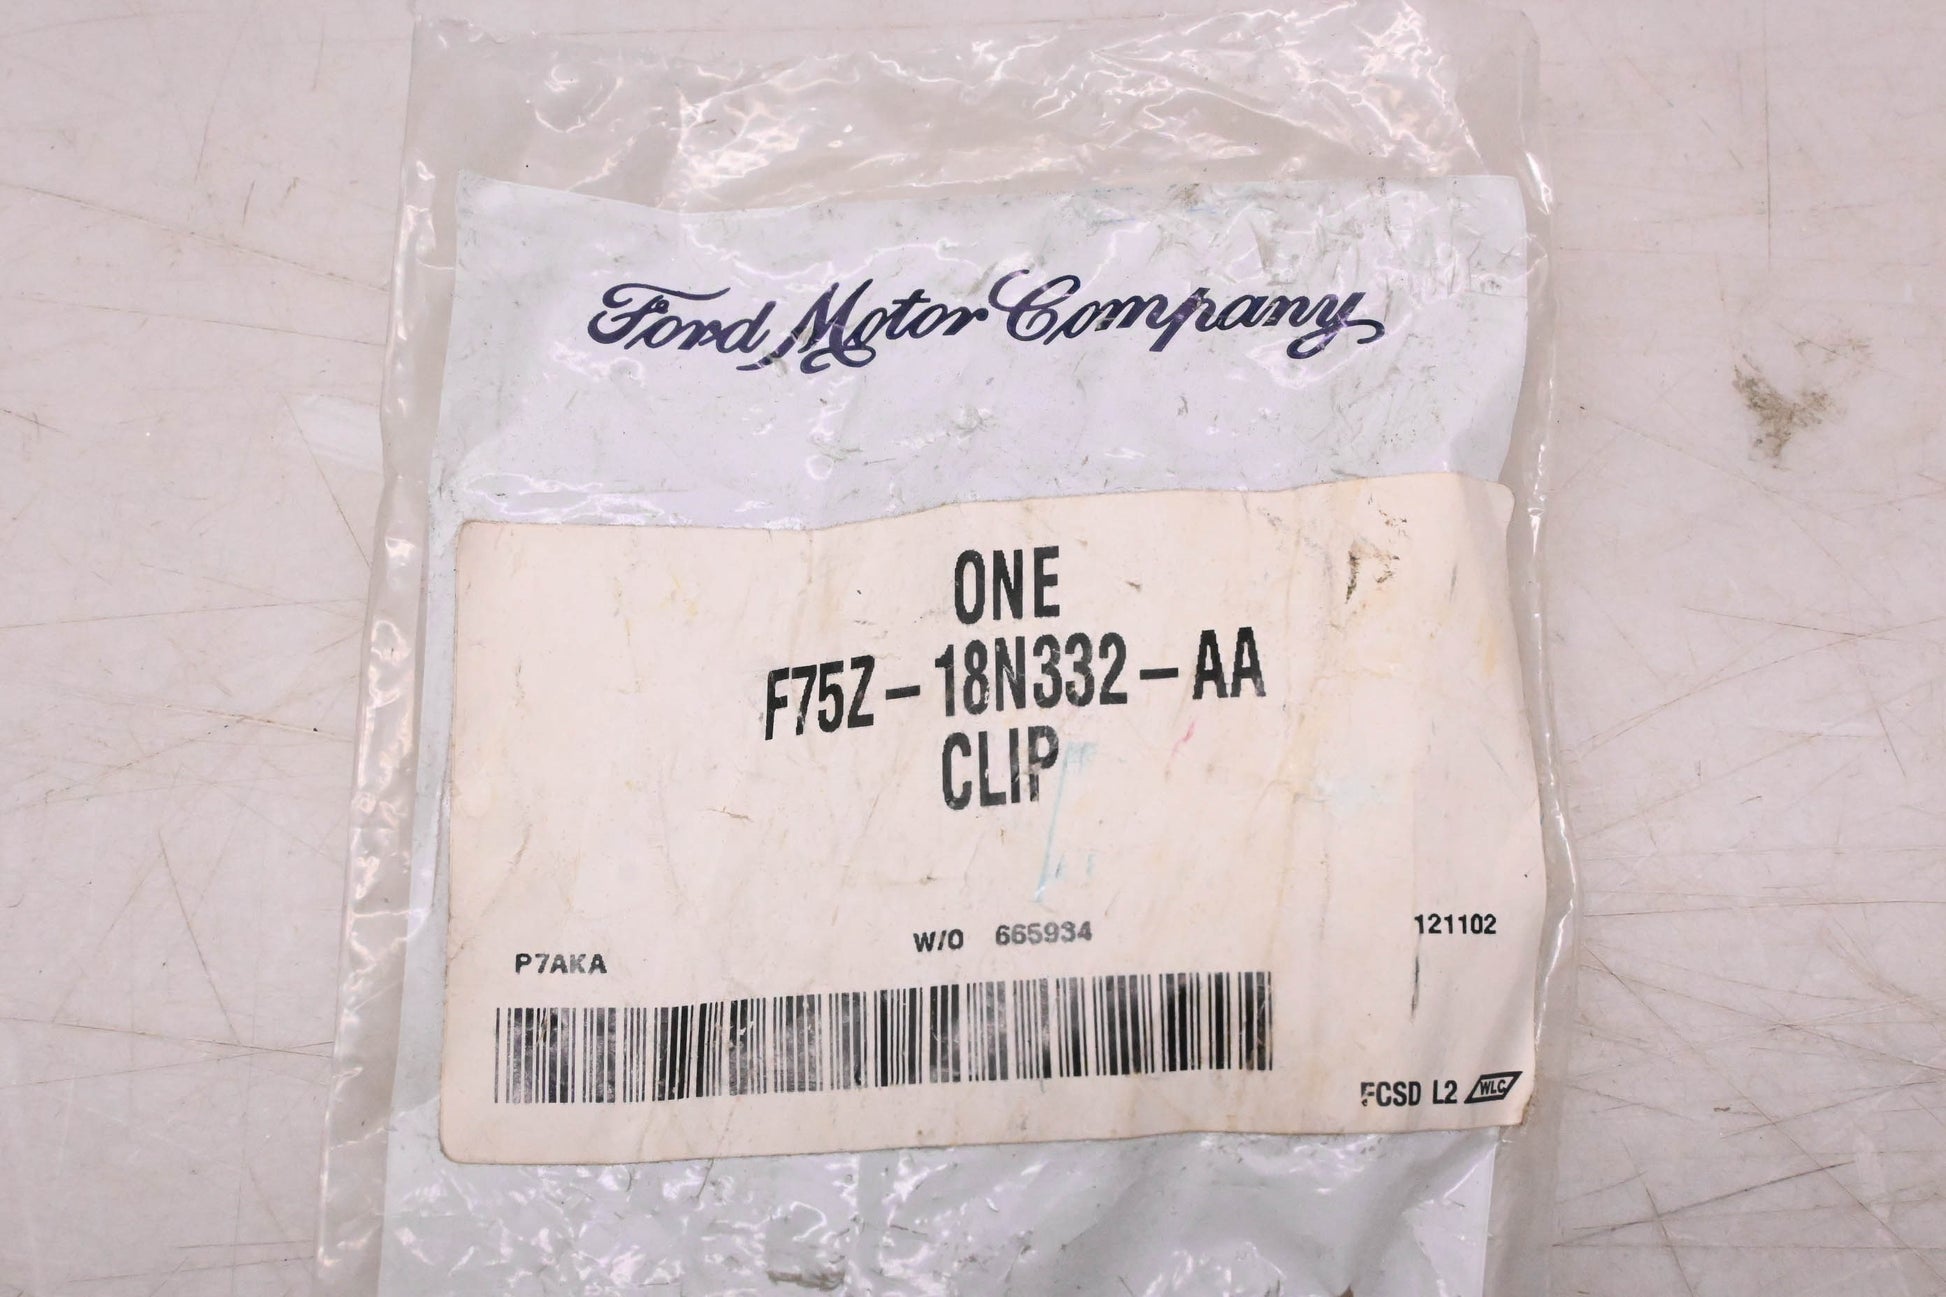 Ford Motor Company
ONE
F75Z-18N332-AA
CLIP
W/O 665934
121102
P7AKA
FCSD L2 WLC